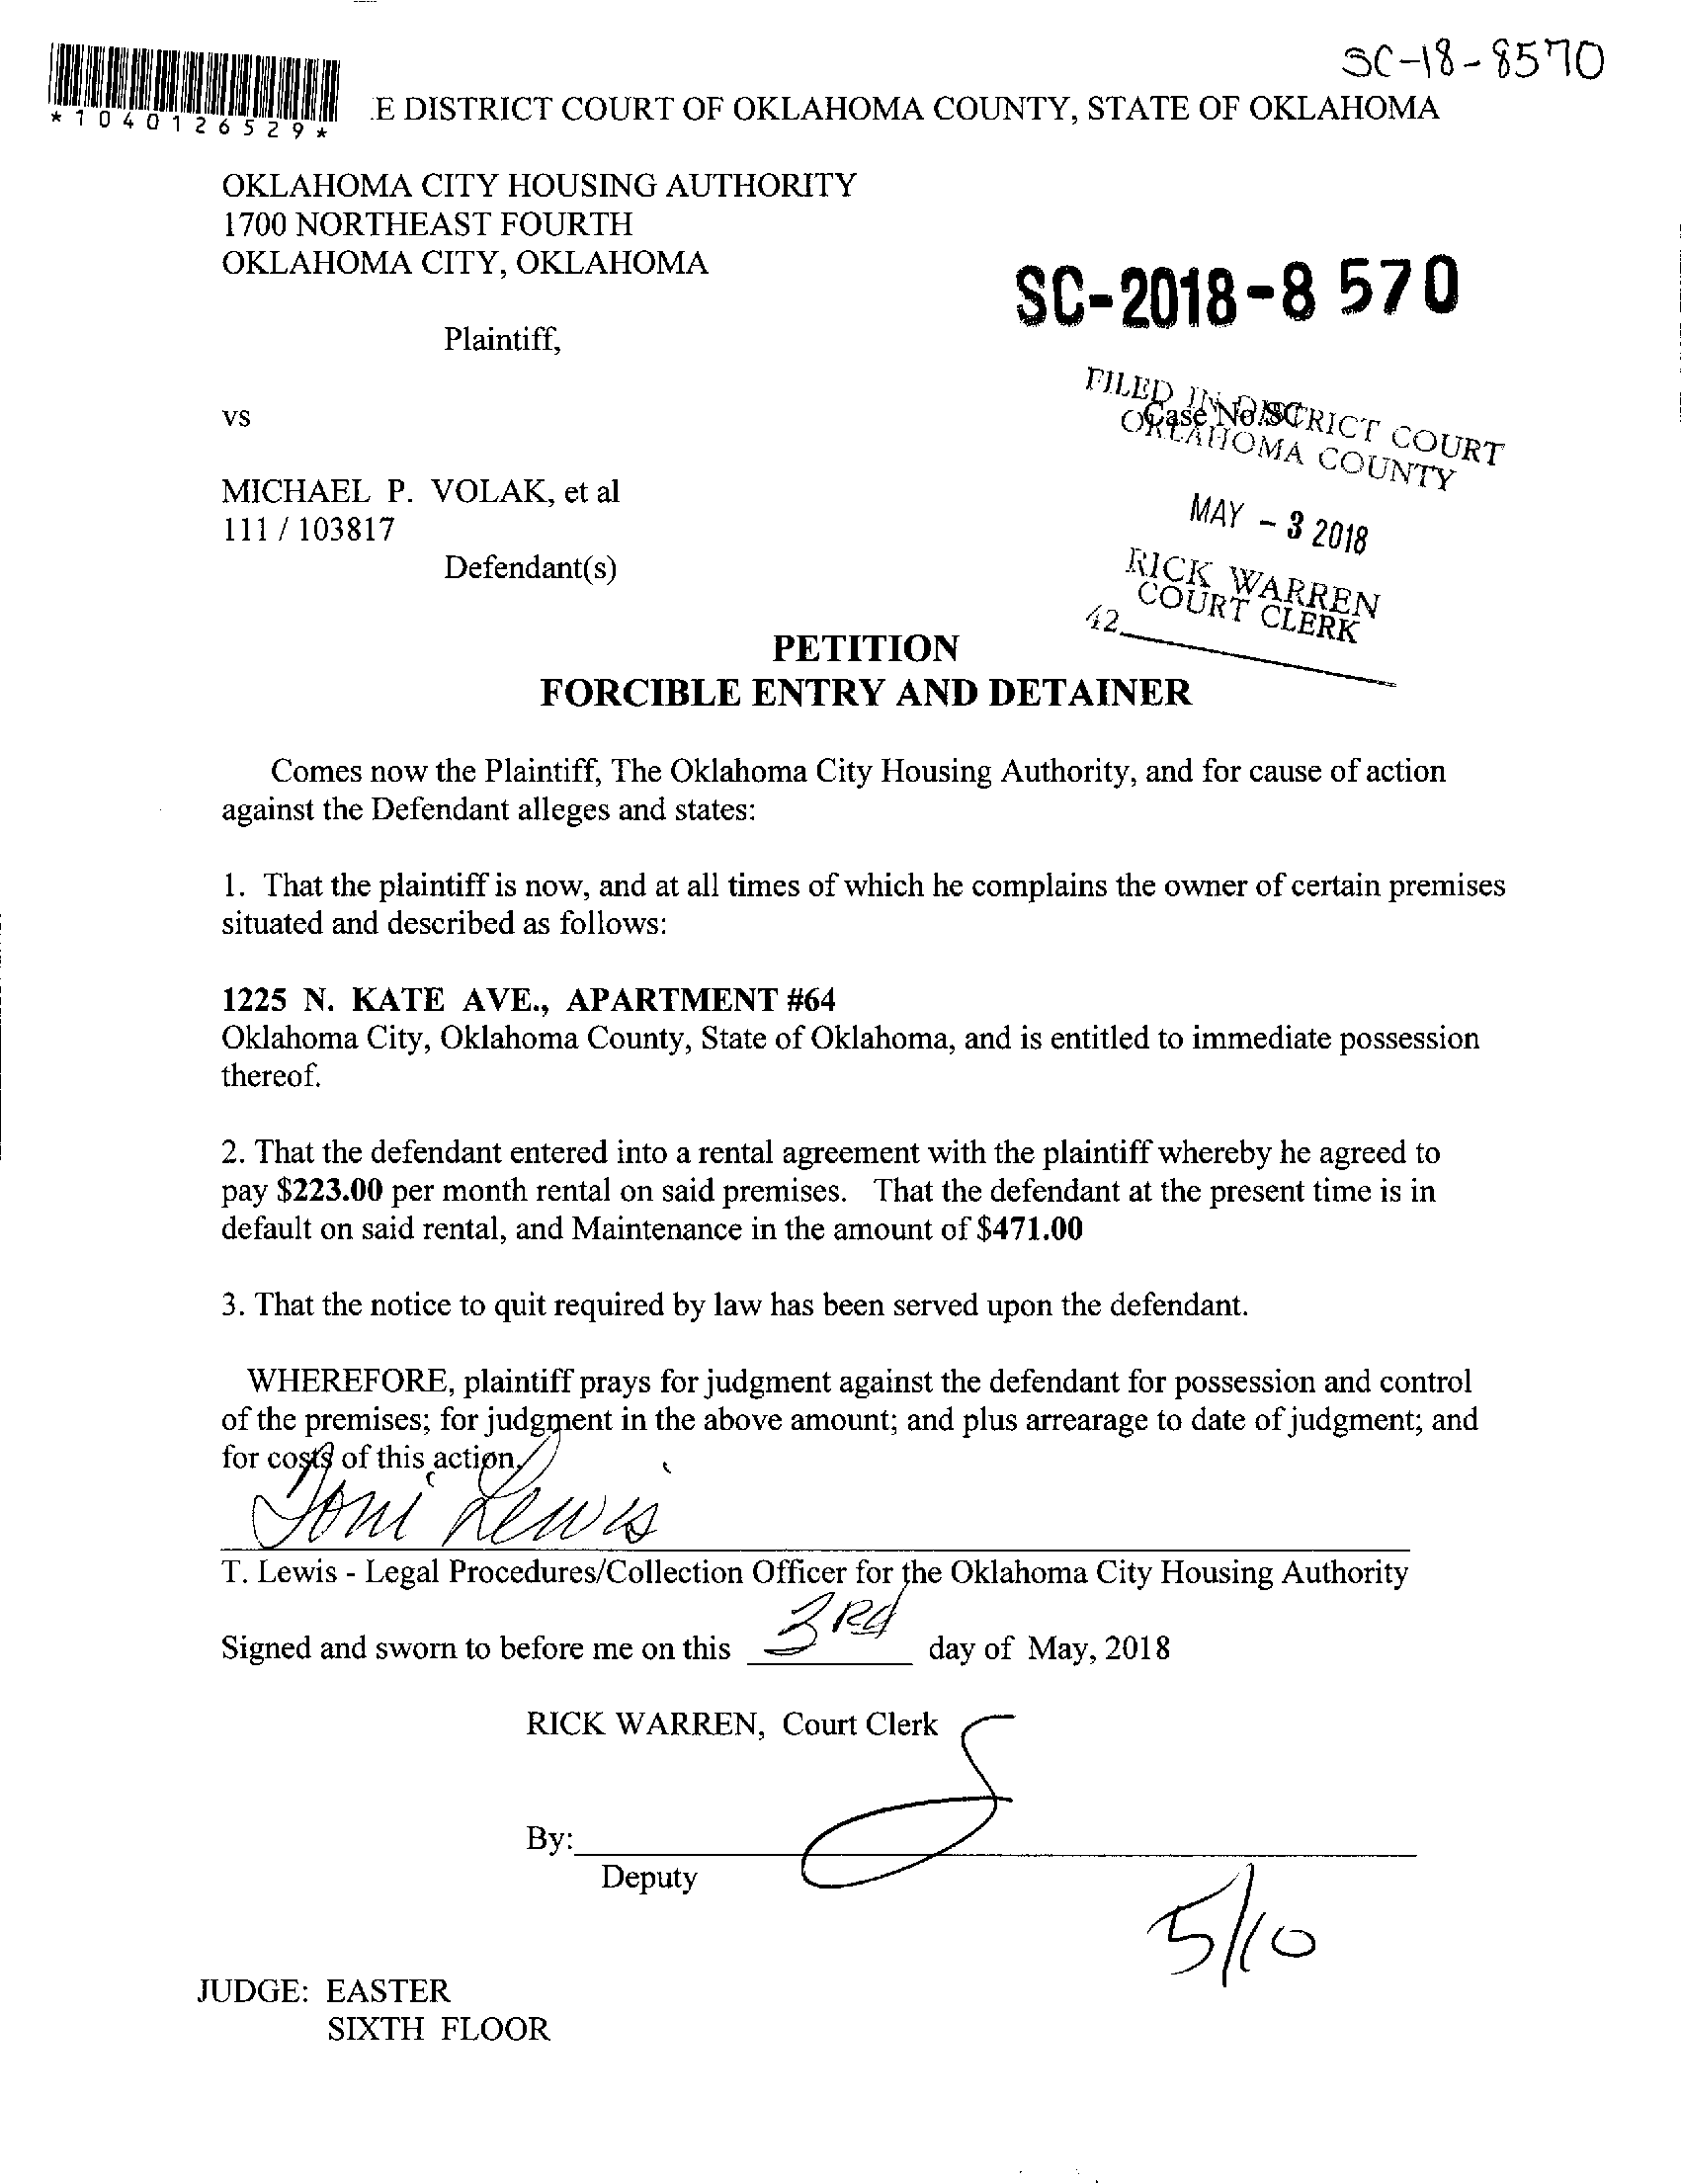 SC-18-8570
*1040126529*
E DISTRICT COURT OF OKLAHOMA COUNTY, STATE OF OKLAHOMA
OKLAHOMA CITY HOUSING AUTHORITY
1700 NORTHEAST FOURTH
OKLAHOMA CITY, OKLAHOMA
SC-2018-8 570
Plaintiff,
FILED IN DISTRICT COURT
OKLAHOMA COUNTY
Case No. SC
vs
MICHAEL P. VOLAK, et al
111 / 103817
MAY - 3 2018
Defendant(s)
RICK WARREN
COURT CLERK
42
PETITION
FORCIBLE ENTRY AND DETAINER
Comes now the Plaintiff, The Oklahoma City Housing Authority, and for cause of action
against the Defendant alleges and states:
1. That the plaintiff is now, and at all times of which he complains the owner of certain premises
situated and described as follows:
1225 N. KATE AVE., APARTMENT #64
Oklahoma City, Oklahoma County, State of Oklahoma, and is entitled to immediate possession
thereof.
2. That the defendant entered into a rental agreement with the plaintiff whereby he agreed to
pay $223.00 per month rental on said premises. That the defendant at the present time is in
default on said rental, and Maintenance in the amount of $471.00
3. That the notice to quit required by law has been served upon the defendant.
WHEREFORE, plaintiff prays for judgment against the defendant for possession and control
of the premises; for judgment in the above amount; and plus arrearage to date of judgment; and
for costs of this action.
Toni Lewis
T. Lewis - Legal Procedures/Collection Officer for the Oklahoma City Housing Authority
Signed and sworn to before me on this 3rd day of May, 2018
RICK WARREN, Court Clerk
By:
Deputy
5/10
JUDGE: EASTER
SIXTH FLOOR